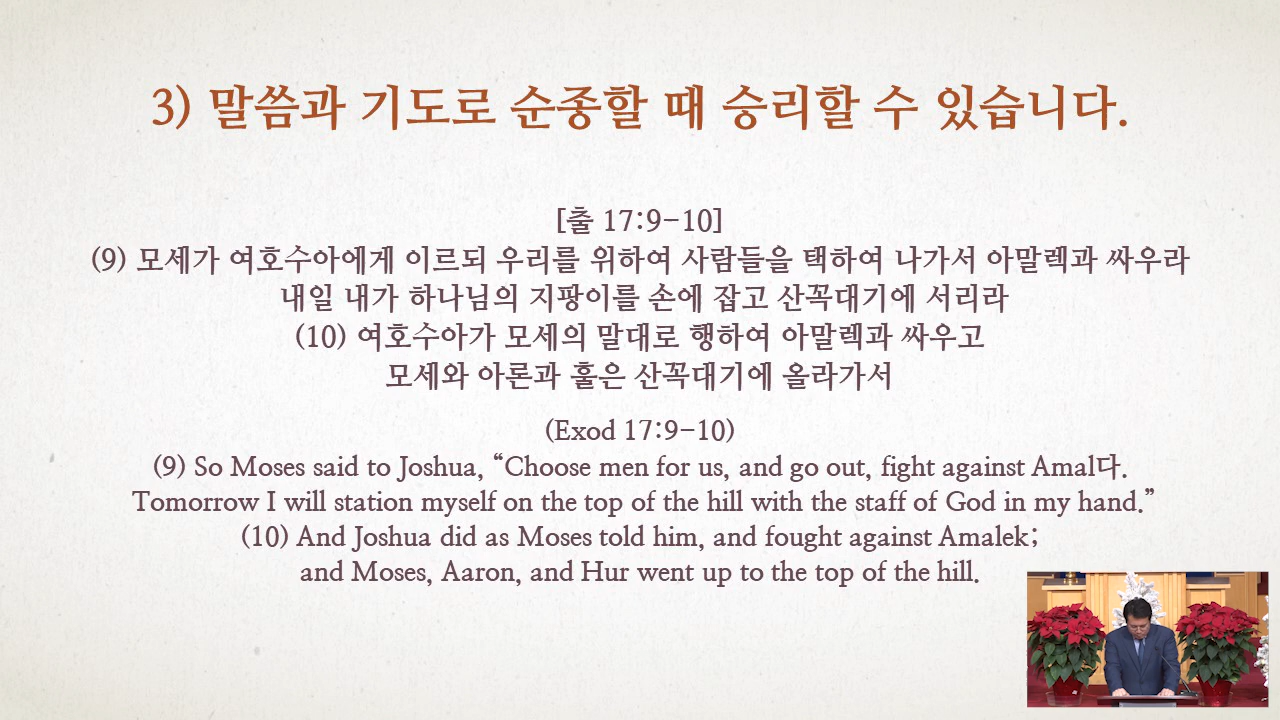 3) 말씀과 기도로 순종할 때 승리할 수 있습니다.
[출 17:9-10]
(9) 모세가 여호수아에게 이르되 우리를 위하여 사람들을 택하여 나가서 아말렉과 싸우라
내일 내가 하나님의 지팡이를 손에 잡고 산꼭대기에 서리라
(10) 여호수아가 모세의 말대로 행하여 아말렉과 싸우고
모세와 아론과 훌은 산꼭대기에 올라가서
(Exod 17:9-10)
(9) So Moses said to Joshua, “Choose men for us, and go out, fight against Amal다.
Tomorrow I will station myself on the top of the hill with the staff of God in my hand.”
(10) And Joshua did as Moses told him, and fought against Amalek;
and Moses, Aaron, and Hur went up to the top of the hill.